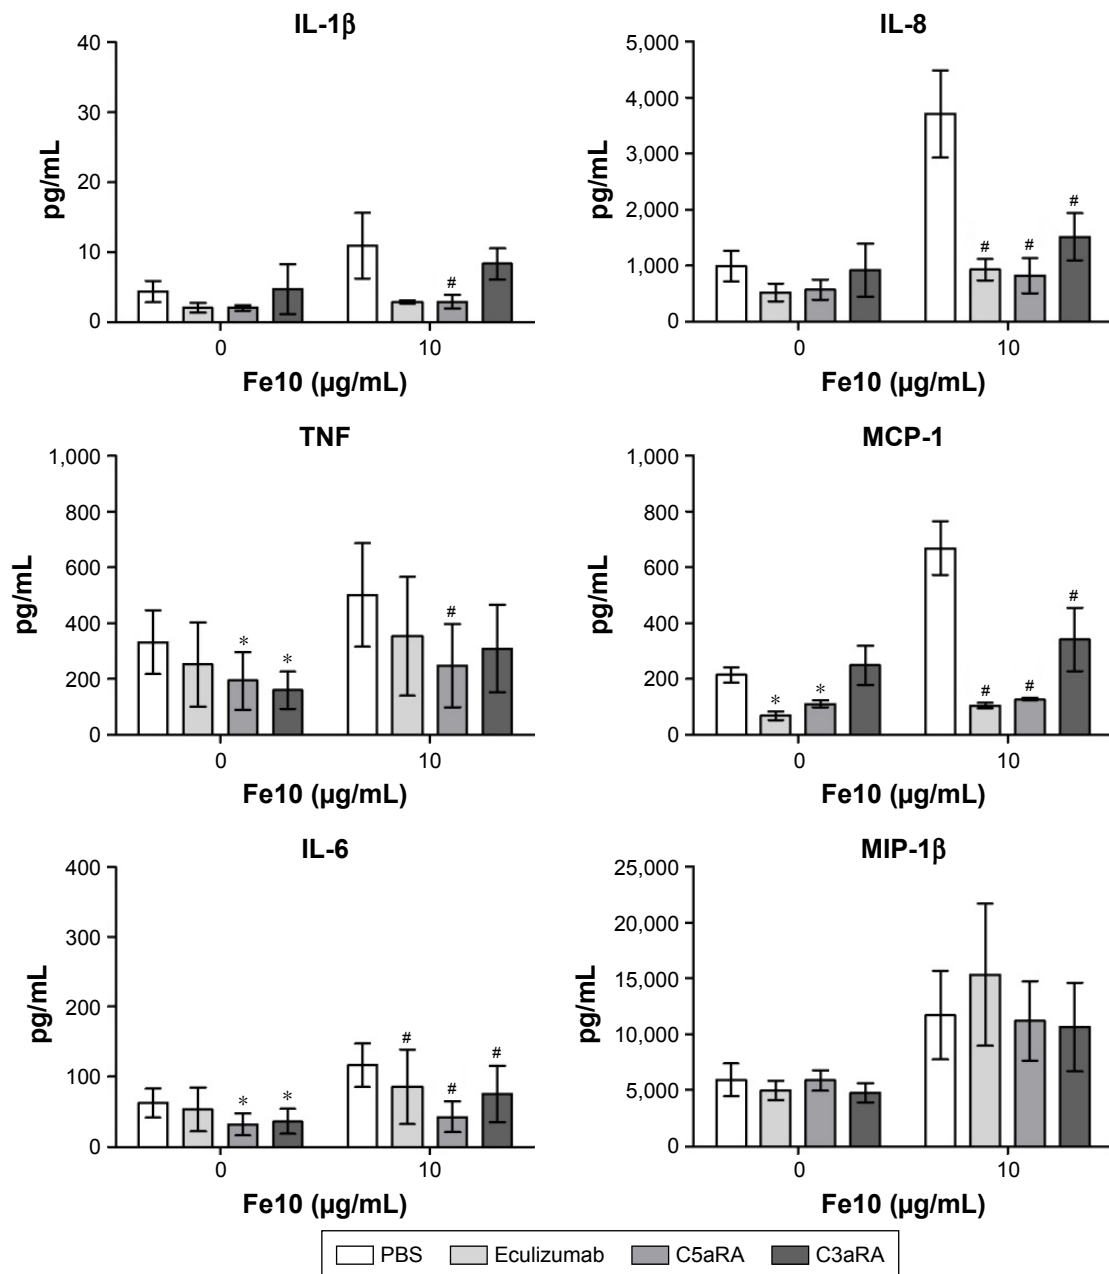 IL-1β
40
30
20
10
0
pg/mL
0 10
Fe10 (µg/mL)
#
IL-8
5,000
4,000
3,000
2,000
1,000
0
pg/mL
0 10
Fe10 (µg/mL)
# # #
TNF
1,000
800
600
400
200
0
pg/mL
0 10
Fe10 (µg/mL)
* * #
MCP-1
1,000
800
600
400
200
0
pg/mL
0 10
Fe10 (µg/mL)
* * # # #
IL-6
400
300
200
100
0
pg/mL
0 10
Fe10 (µg/mL)
* * # # #
MIP-1β
25,000
20,000
15,000
10,000
5,000
0
pg/mL
0 10
Fe10 (µg/mL)
PBS Eculizumab C5aRA C3aRA